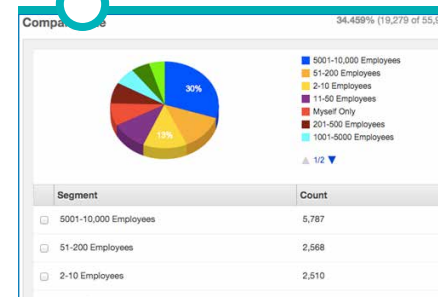 34.459% (19,279 of 55,9
5001-10,000 Employees
51-200 Employees
2-10 Employees
11-50 Employees
Myself Only
201-500 Employees
1001-5000 Employees
1/2
30%
13%
Segment Count
5001-10,000 Employees 5,787
51-200 Employees 2,568
2-10 Employees 2,510